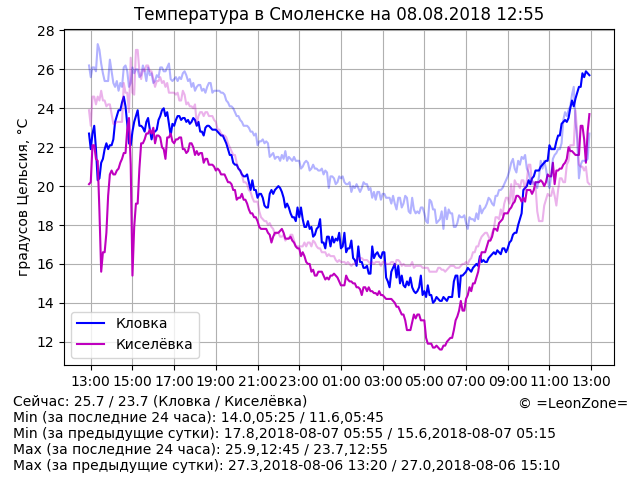 Температура в Смоленске на 08.08.2018 12:55
градусов Цельсия, °C
28
26
24
22
20
18
16
14
12
Кловка
Киселёвка
13:00 15:00 17:00 19:00 21:00 23:00 01:00 03:00 05:00 07:00 09:00 11:00 13:00
Сейчас: 25.7 / 23.7 (Кловка / Киселёвка)
© =LeonZone=
Min (за последние 24 часа): 14.0,05:25 / 11.6,05:45
Min (за предыдущие сутки): 17.8,2018-08-07 05:55 / 15.6,2018-08-07 05:15
Max (за последние 24 часа): 25.9,12:45 / 23.7,12:55
Max (за предыдущие сутки): 27.3,2018-08-06 13:20 / 27.0,2018-08-06 15:10